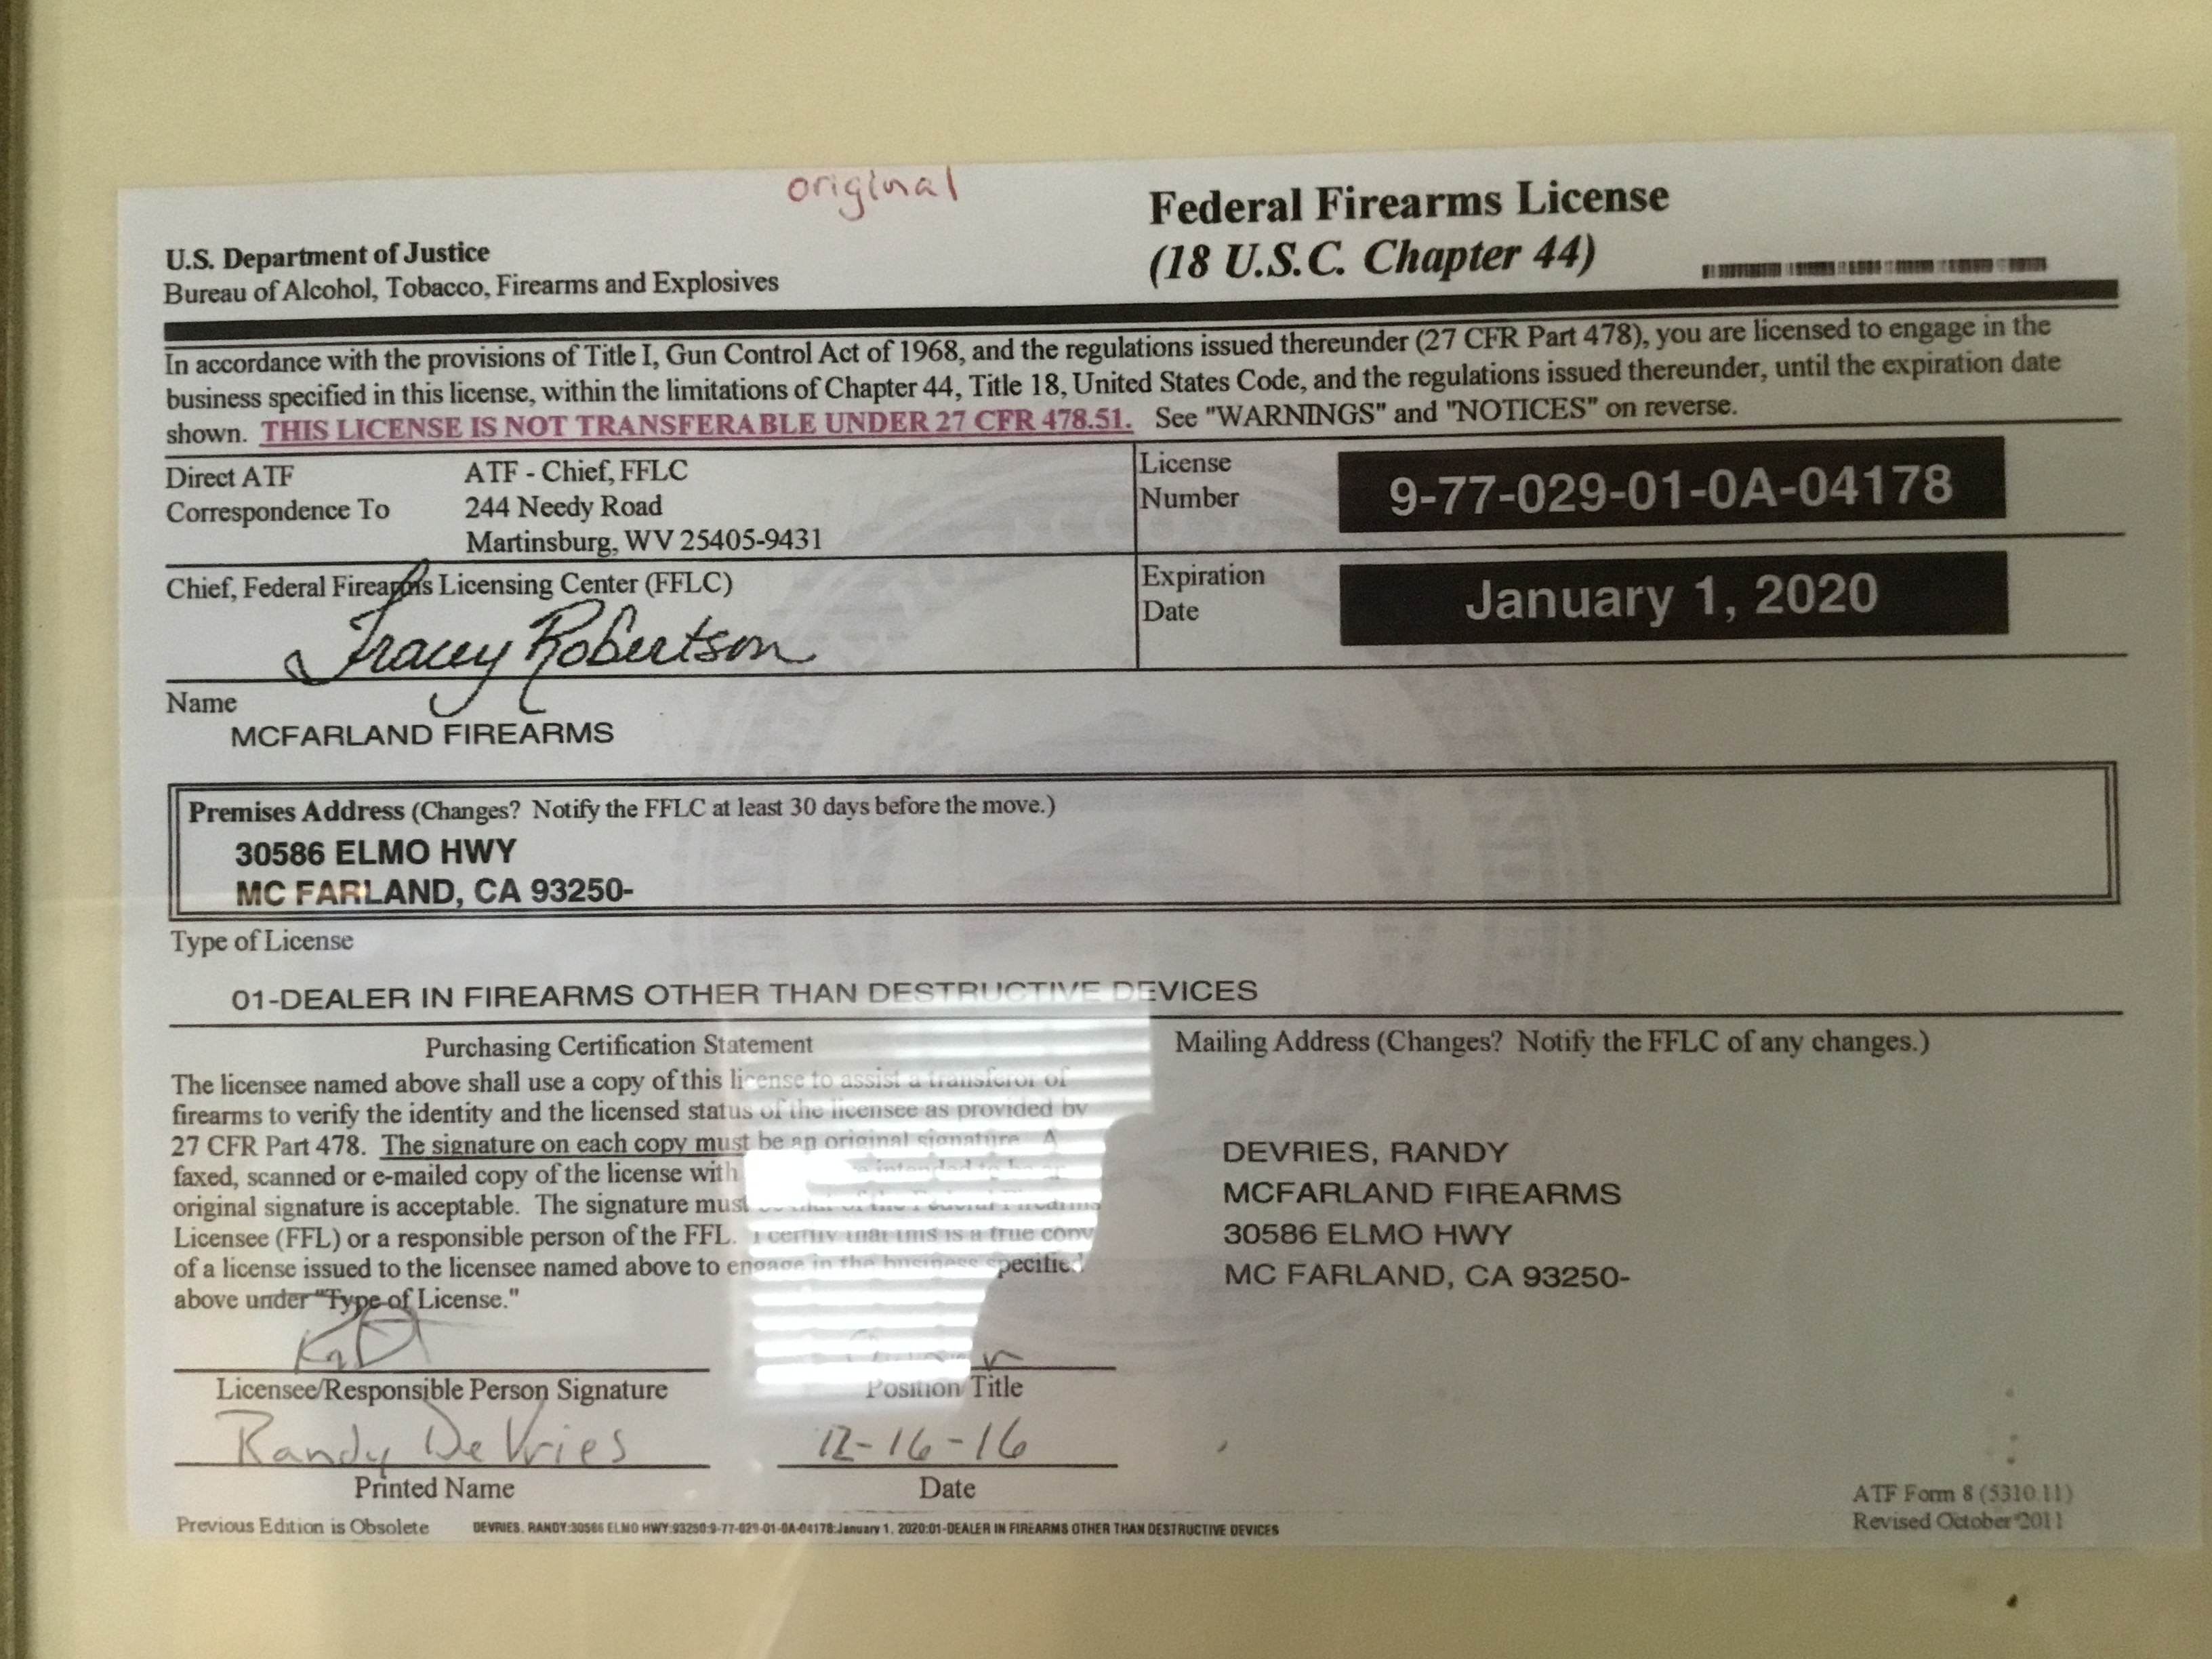 original
Federal Firearms License
(18 U.S.C. Chapter 44)
U.S. Department of Justice
Bureau of Alcohol, Tobacco, Firearms and Explosives
In accordance with the provisions of Title I, Gun Control Act of 1968, and the regulations issued thereunder (27 CFR Part 478), you are licensed to engage in the
business specified in this license, within the limitations of Chapter 44, Title 18, United States Code, and the regulations issued thereunder, until the expiration date
shown. THIS LICENSE IS NOT TRANSFERABLE UNDER 27 CFR 478.51. See "WARNINGS" and "NOTICES" on reverse.
Direct ATF
Correspondence To
ATF - Chief, FFLC
244 Needy Road
Martinsburg, WV 25405-9431
License
Number
9-77-029-01-0A-04178
Chief, Federal Firearms Licensing Center (FFLC)
Tracey Robertson
Expiration
Date
January 1, 2020
Name
MCFARLAND FIREARMS
Premises Address (Changes? Notify the FFLC at least 30 days before the move.)
30586 ELMO HWY
MC FARLAND, CA 93250-
Type of License
01-DEALER IN FIREARMS OTHER THAN DESTRUCTIVE DEVICES
Purchasing Certification Statement
The licensee named above shall use a copy of this license to assist a transferor of
firearms to verify the identity and the licensed status of the licensee as provided by
27 CFR Part 478. The signature on each copy must be an original signature. A
faxed, scanned or e-mailed copy of the license with intended to be
original signature is acceptable. The signature must of the Federal Firearms
Licensee (FFL) or a responsible person of the FFL. I certify that this is a true copy
of a license issued to the licensee named above to engage in the business specified
above under "Type of License."
Licensee/Responsible Person Signature
Position Title
Randy DeVries
12-16-16
Printed Name
Date
Mailing Address (Changes? Notify the FFLC of any changes.)
DEVRIES, RANDY
MCFARLAND FIREARMS
30586 ELMO HWY
MC FARLAND, CA 93250-
Previous Edition is Obsolete
DEVRIES, RANDY:30586 ELMO HWY:93250:9-77-029-01-0A-04178:January 1, 2020:01-DEALER IN FIREARMS OTHER THAN DESTRUCTIVE DEVICES
ATF Form 8 (5310.11)
Revised October 2011